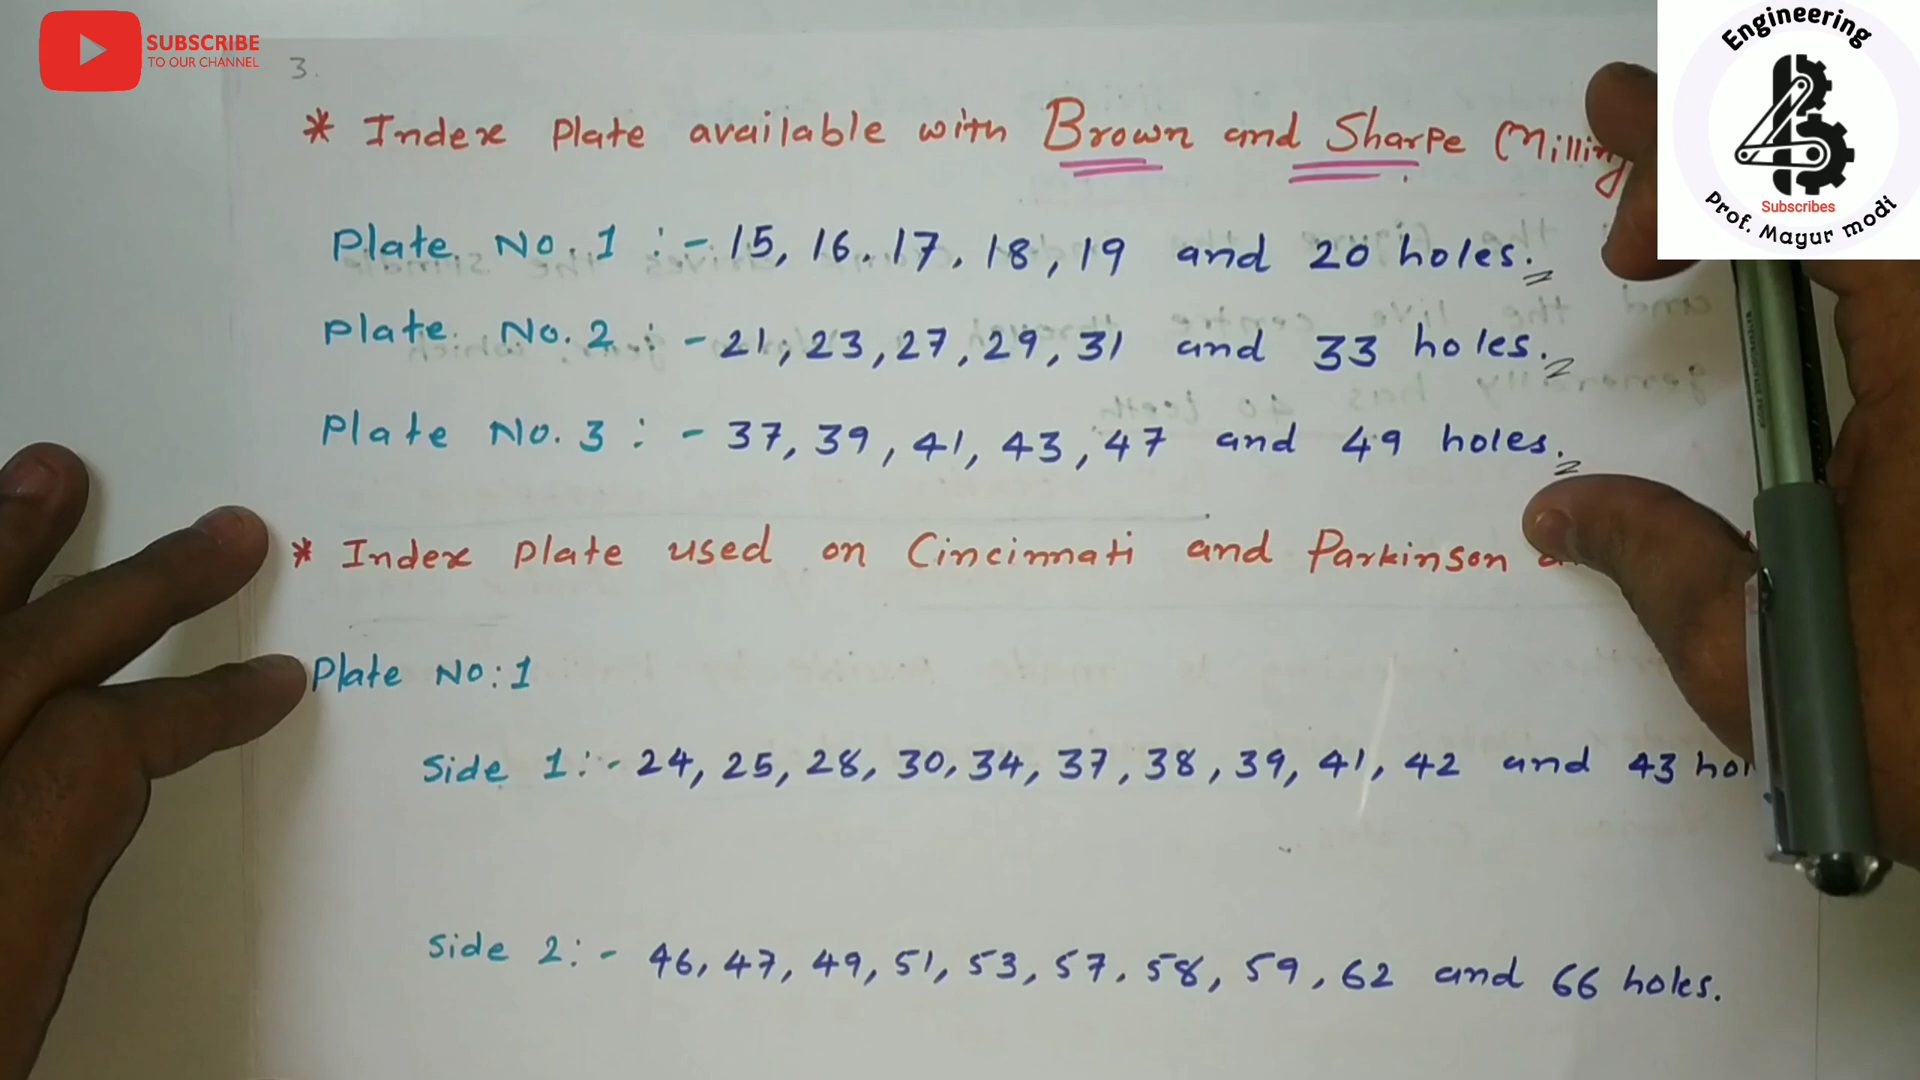 SUBSCRIBE
TO OUR CHANNEL
Engineering
Subscribes
Prof. Mayur modi
3.
* Index Plate available with Brown and Sharpe (Milling
Plate No. 1 :- 15, 16, 17, 18, 19 and 20 holes.
Plate No. 2 :- 21, 23, 27, 29, 31 and 33 holes.
Plate No. 3 :- 37, 39, 41, 43, 47 and 49 holes.
* Index Plate used on Cincinnati and Parkinson
Plate No:1
Side 1:- 24, 25, 28, 30, 34, 37, 38, 39, 41, 42 and 43 hol
Side 2:- 46, 47, 49, 51, 53, 57, 58, 59, 62 and 66 holes.